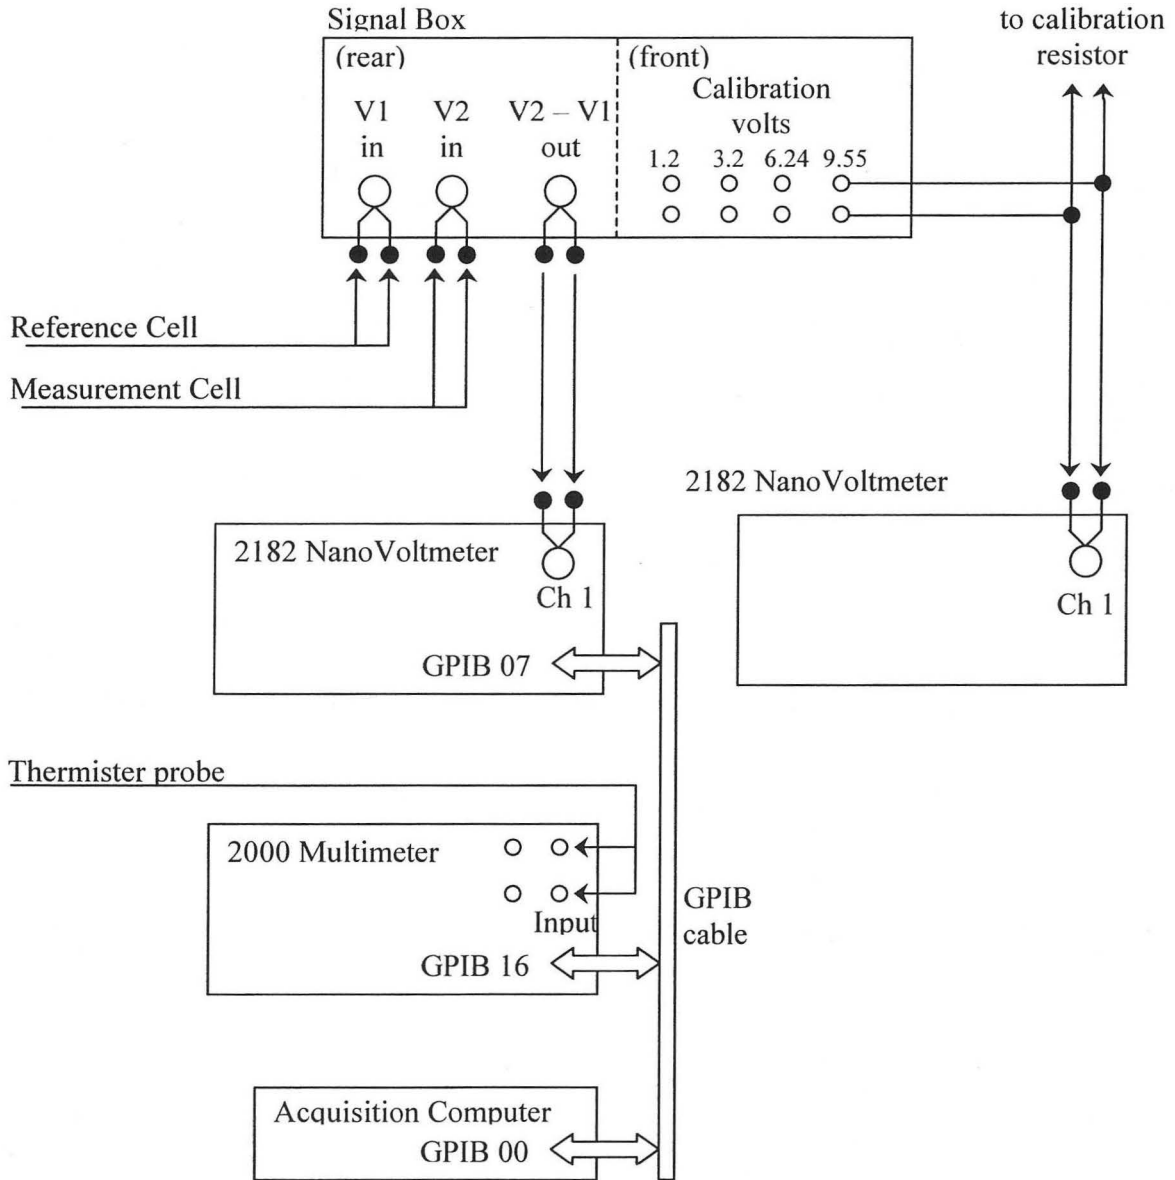 Signal Box
to calibration
resistor
(rear)
(front)
V1
in
V2
in
V2 – V1
out
Calibration
volts
1.2 3.2 6.24 9.55
Reference Cell
Measurement Cell
2182 NanoVoltmeter
Ch 1
GPIB 07
2182 NanoVoltmeter
Ch 1
Thermister probe
2000 Multimeter
Input
GPIB 16
GPIB
cable
Acquisition Computer
GPIB 00